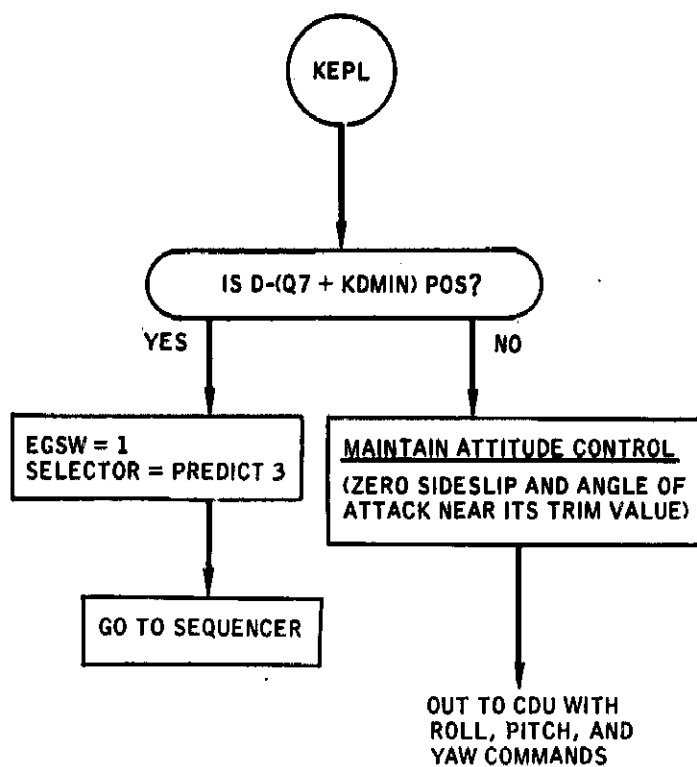 KEPL
IS D-(Q7 + KDMIN) POS?
YES
NO
EGSW = 1
SELECTOR = PREDICT 3
GO TO SEQUENCER
MAINTAIN ATTITUDE CONTROL
(ZERO SIDESLIP AND ANGLE OF
ATTACK NEAR ITS TRIM VALUE)
OUT TO CDU WITH
ROLL, PITCH, AND
YAW COMMANDS